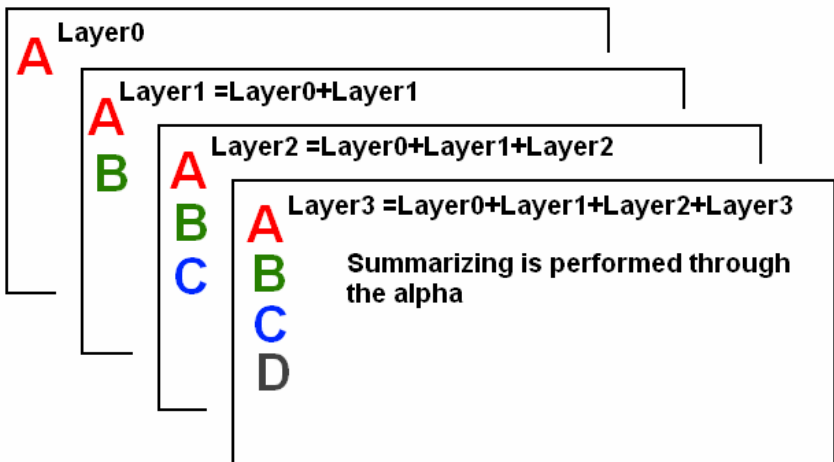 Layer0
A
Layer1 =Layer0+Layer1
A
B
Layer2 =Layer0+Layer1+Layer2
A
B
C
Layer3 =Layer0+Layer1+Layer2+Layer3
A
B
C
D
Summarizing is performed through
the alpha